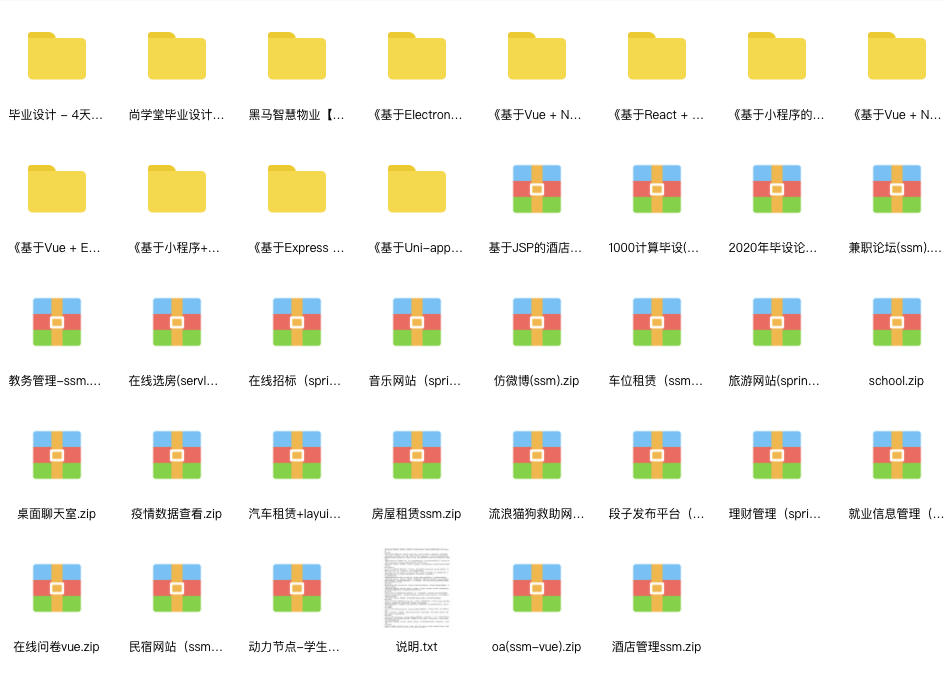 毕业设计 - 4天...
尚学堂毕业设计...
黑马智慧物业【...
《基于Electron...
《基于Vue + N...
《基于React + ...
《基于小程序的...
《基于Vue + N...
《基于Vue + E...
《基于小程序+...
《基于Express ...
《基于Uni-app...
基于JSP的酒店...
1000计算毕设(...
2020年毕设论...
兼职论坛(ssm)....
教务管理-ssm....
在线选房(servl...
在线招标（spri...
音乐网站（spri...
仿微博(ssm).zip
车位租赁（ssm...
旅游网站(sprin...
school.zip
桌面聊天室.zip
疫情数据查看.zip
汽车租赁+layui...
房屋租赁ssm.zip
流浪猫狗救助网...
段子发布平台（...
理财管理（spri...
就业信息管理（...
在线问卷vue.zip
民宿网站（ssm...
动力节点-学生...
说明.txt
oa(ssm-vue).zip
酒店管理ssm.zip